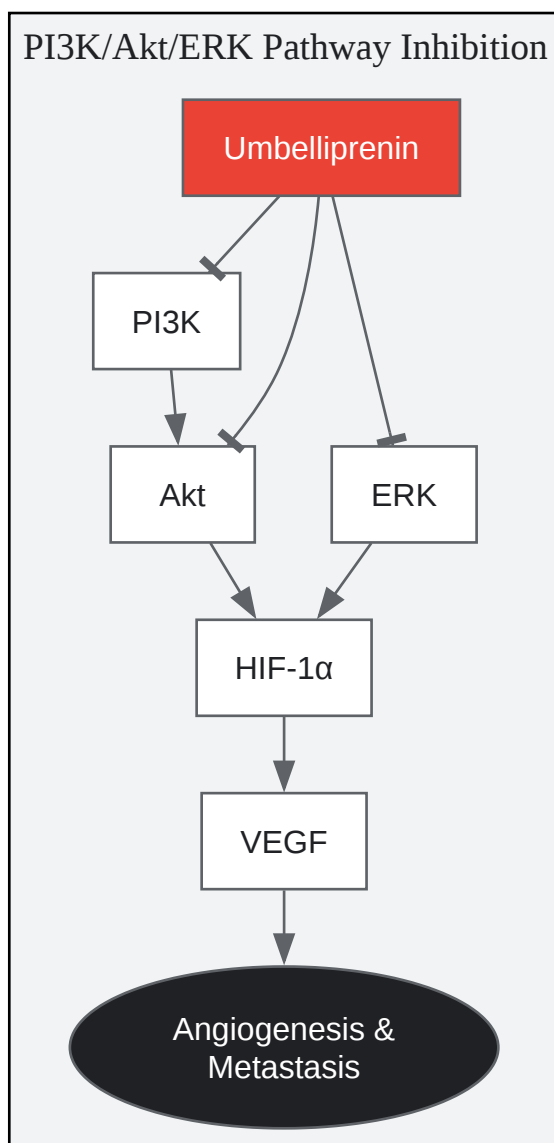 PI3K/Akt/ERK Pathway Inhibition
Umbelliprenin
PI3K
Akt
ERK
HIF-1α
VEGF
Angiogenesis &
Metastasis